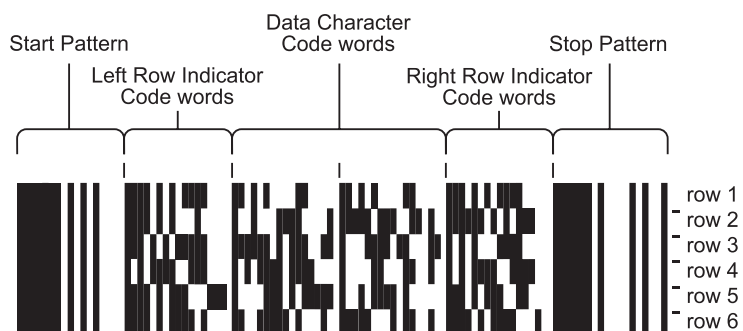 Data Character
Code words
Start Pattern
Stop Pattern
Left Row Indicator
Code words
Right Row Indicator
Code words
row 1
row 2
row 3
row 4
row 5
row 6